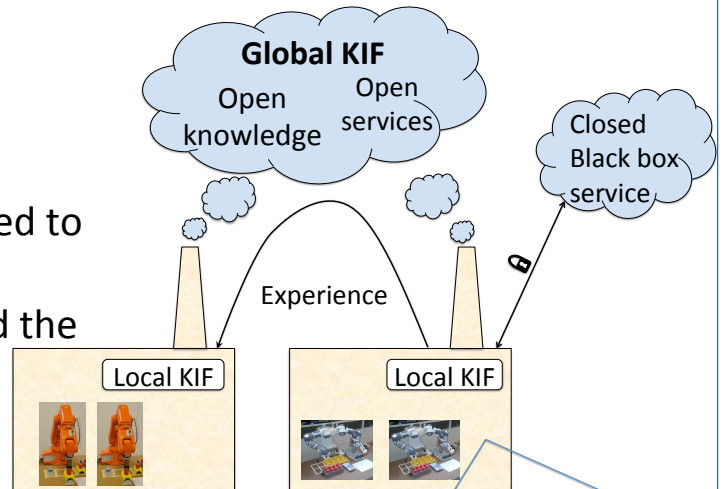 Global KIF
Open
knowledge
Open
services
Closed
Black box
service
ed to
d the
Experience
Local KIF
Local KIF